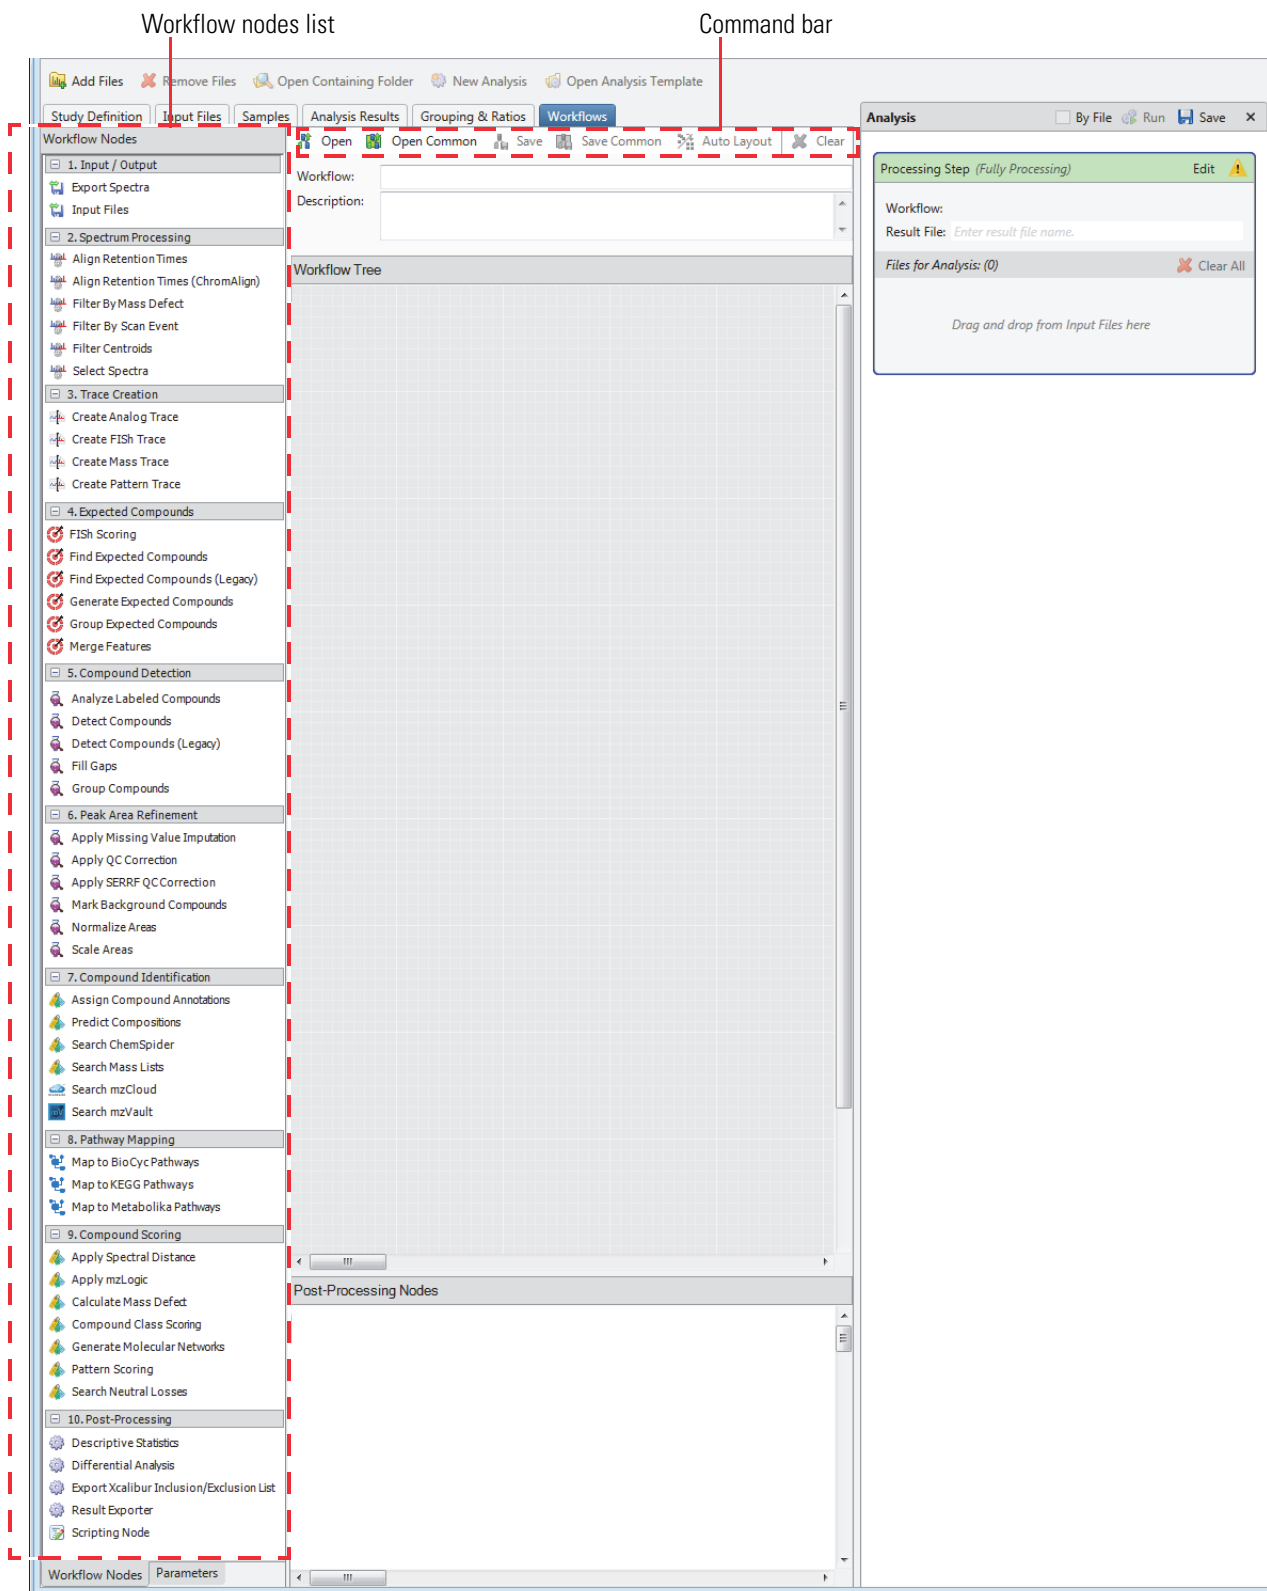 Workflow nodes list
Command bar
Add Files Remove Files Open Containing Folder New Analysis Open Analysis Template
Study Definition Input Files Samples Analysis Results Grouping & Ratios Workflows
Workflow Nodes
1. Input / Output
Export Spectra
Input Files
2. Spectrum Processing
Align Retention Times
Align Retention Times (ChromAlign)
Filter By Mass Defect
Filter By Scan Event
Filter Centroids
Select Spectra
3. Trace Creation
Create Analog Trace
Create FISh Trace
Create Mass Trace
Create Pattern Trace
4. Expected Compounds
FISh Scoring
Find Expected Compounds
Find Expected Compounds (Legacy)
Generate Expected Compounds
Group Expected Compounds
Merge Features
5. Compound Detection
Analyze Labeled Compounds
Detect Compounds
Detect Compounds (Legacy)
Fill Gaps
Group Compounds
6. Peak Area Refinement
Apply Missing Value Imputation
Apply QC Correction
Apply SERRF QC Correction
Mark Background Compounds
Normalize Areas
Scale Areas
7. Compound Identification
Assign Compound Annotations
Predict Compositions
Search ChemSpider
Search Mass Lists
Search mzCloud
Search mzVault
8. Pathway Mapping
Map to BioCyc Pathways
Map to KEGG Pathways
Map to Metabolika Pathways
9. Compound Scoring
Apply Spectral Distance
Apply mzLogic
Calculate Mass Defect
Compound Class Scoring
Generate Molecular Networks
Pattern Scoring
Search Neutral Losses
10. Post-Processing
Descriptive Statistics
Differential Analysis
Export Xcalibur Inclusion/Exclusion List
Result Exporter
Scripting Node
Workflow Nodes Parameters
Open Open Common Save Save Common Auto Layout Clear
Workflow:
Description:
Workflow Tree
Post-Processing Nodes
Analysis By File Run Save
Processing Step (Fully Processing) Edit
Workflow:
Result File: Enter result file name.
Files for Analysis: (0) Clear All
Drag and drop from Input Files here